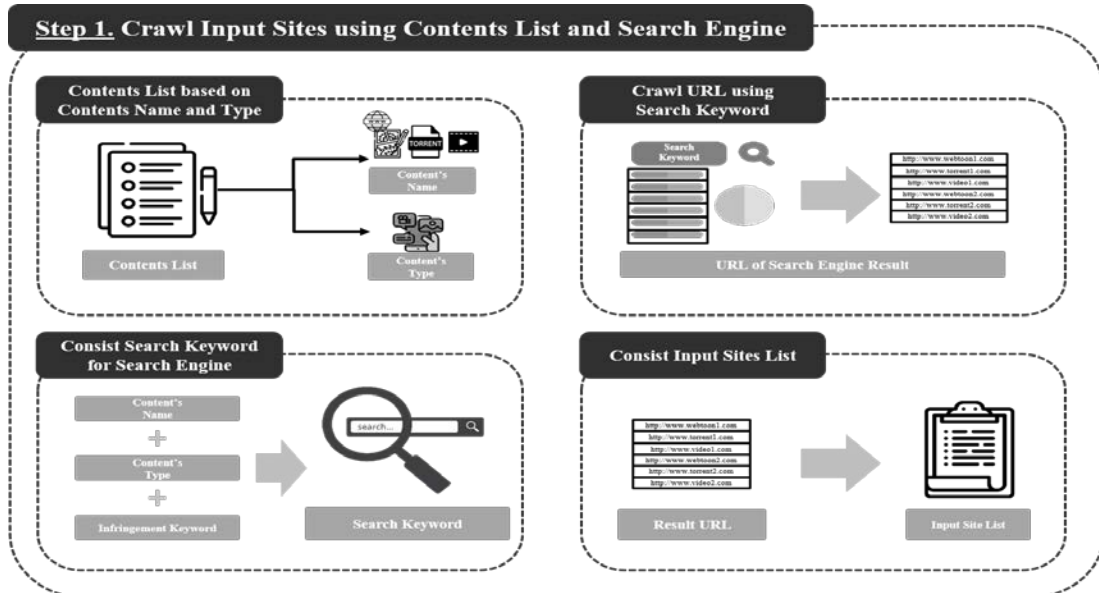 Step 1. Crawl Input Sites using Contents List and Search Engine
Contents List based on
Contents Name and Type
TORRENT
Content's
Name
Contents List
Content's
Type
Crawl URL using
Search Keyword
Search
Keyword
http://www.webtoon1.com
http://www.torrent1.com
http://www.video1.com
http://www.webtoon2.com
http://www.torrent2.com
http://www.video2.com
URL of Search Engine Result
Consist Search Keyword
for Search Engine
Content's
Name
Content's
Type
Infringement Keyword
search...
Search Keyword
Consist Input Sites List
http://www.webtoon1.com
http://www.torrent1.com
http://www.video1.com
http://www.webtoon2.com
http://www.torrent2.com
http://www.video2.com
Result URL
Input Site List